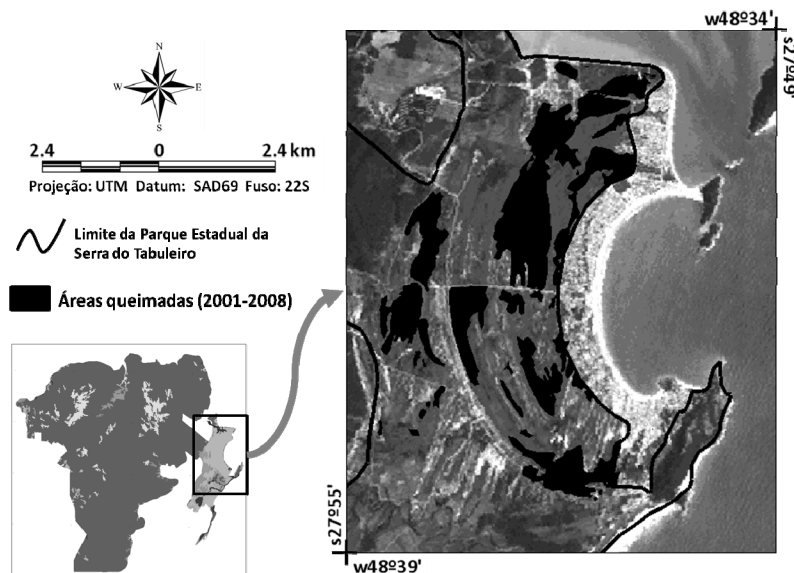 w48º34'
s27º49'
N
W E
S
2.4 0 2.4 km
Projeção: UTM Datum: SAD69 Fuso: 22S
Limite da Parque Estadual da
Serra do Tabuleiro
Áreas queimadas (2001-2008)
s27º55'
w48º39'